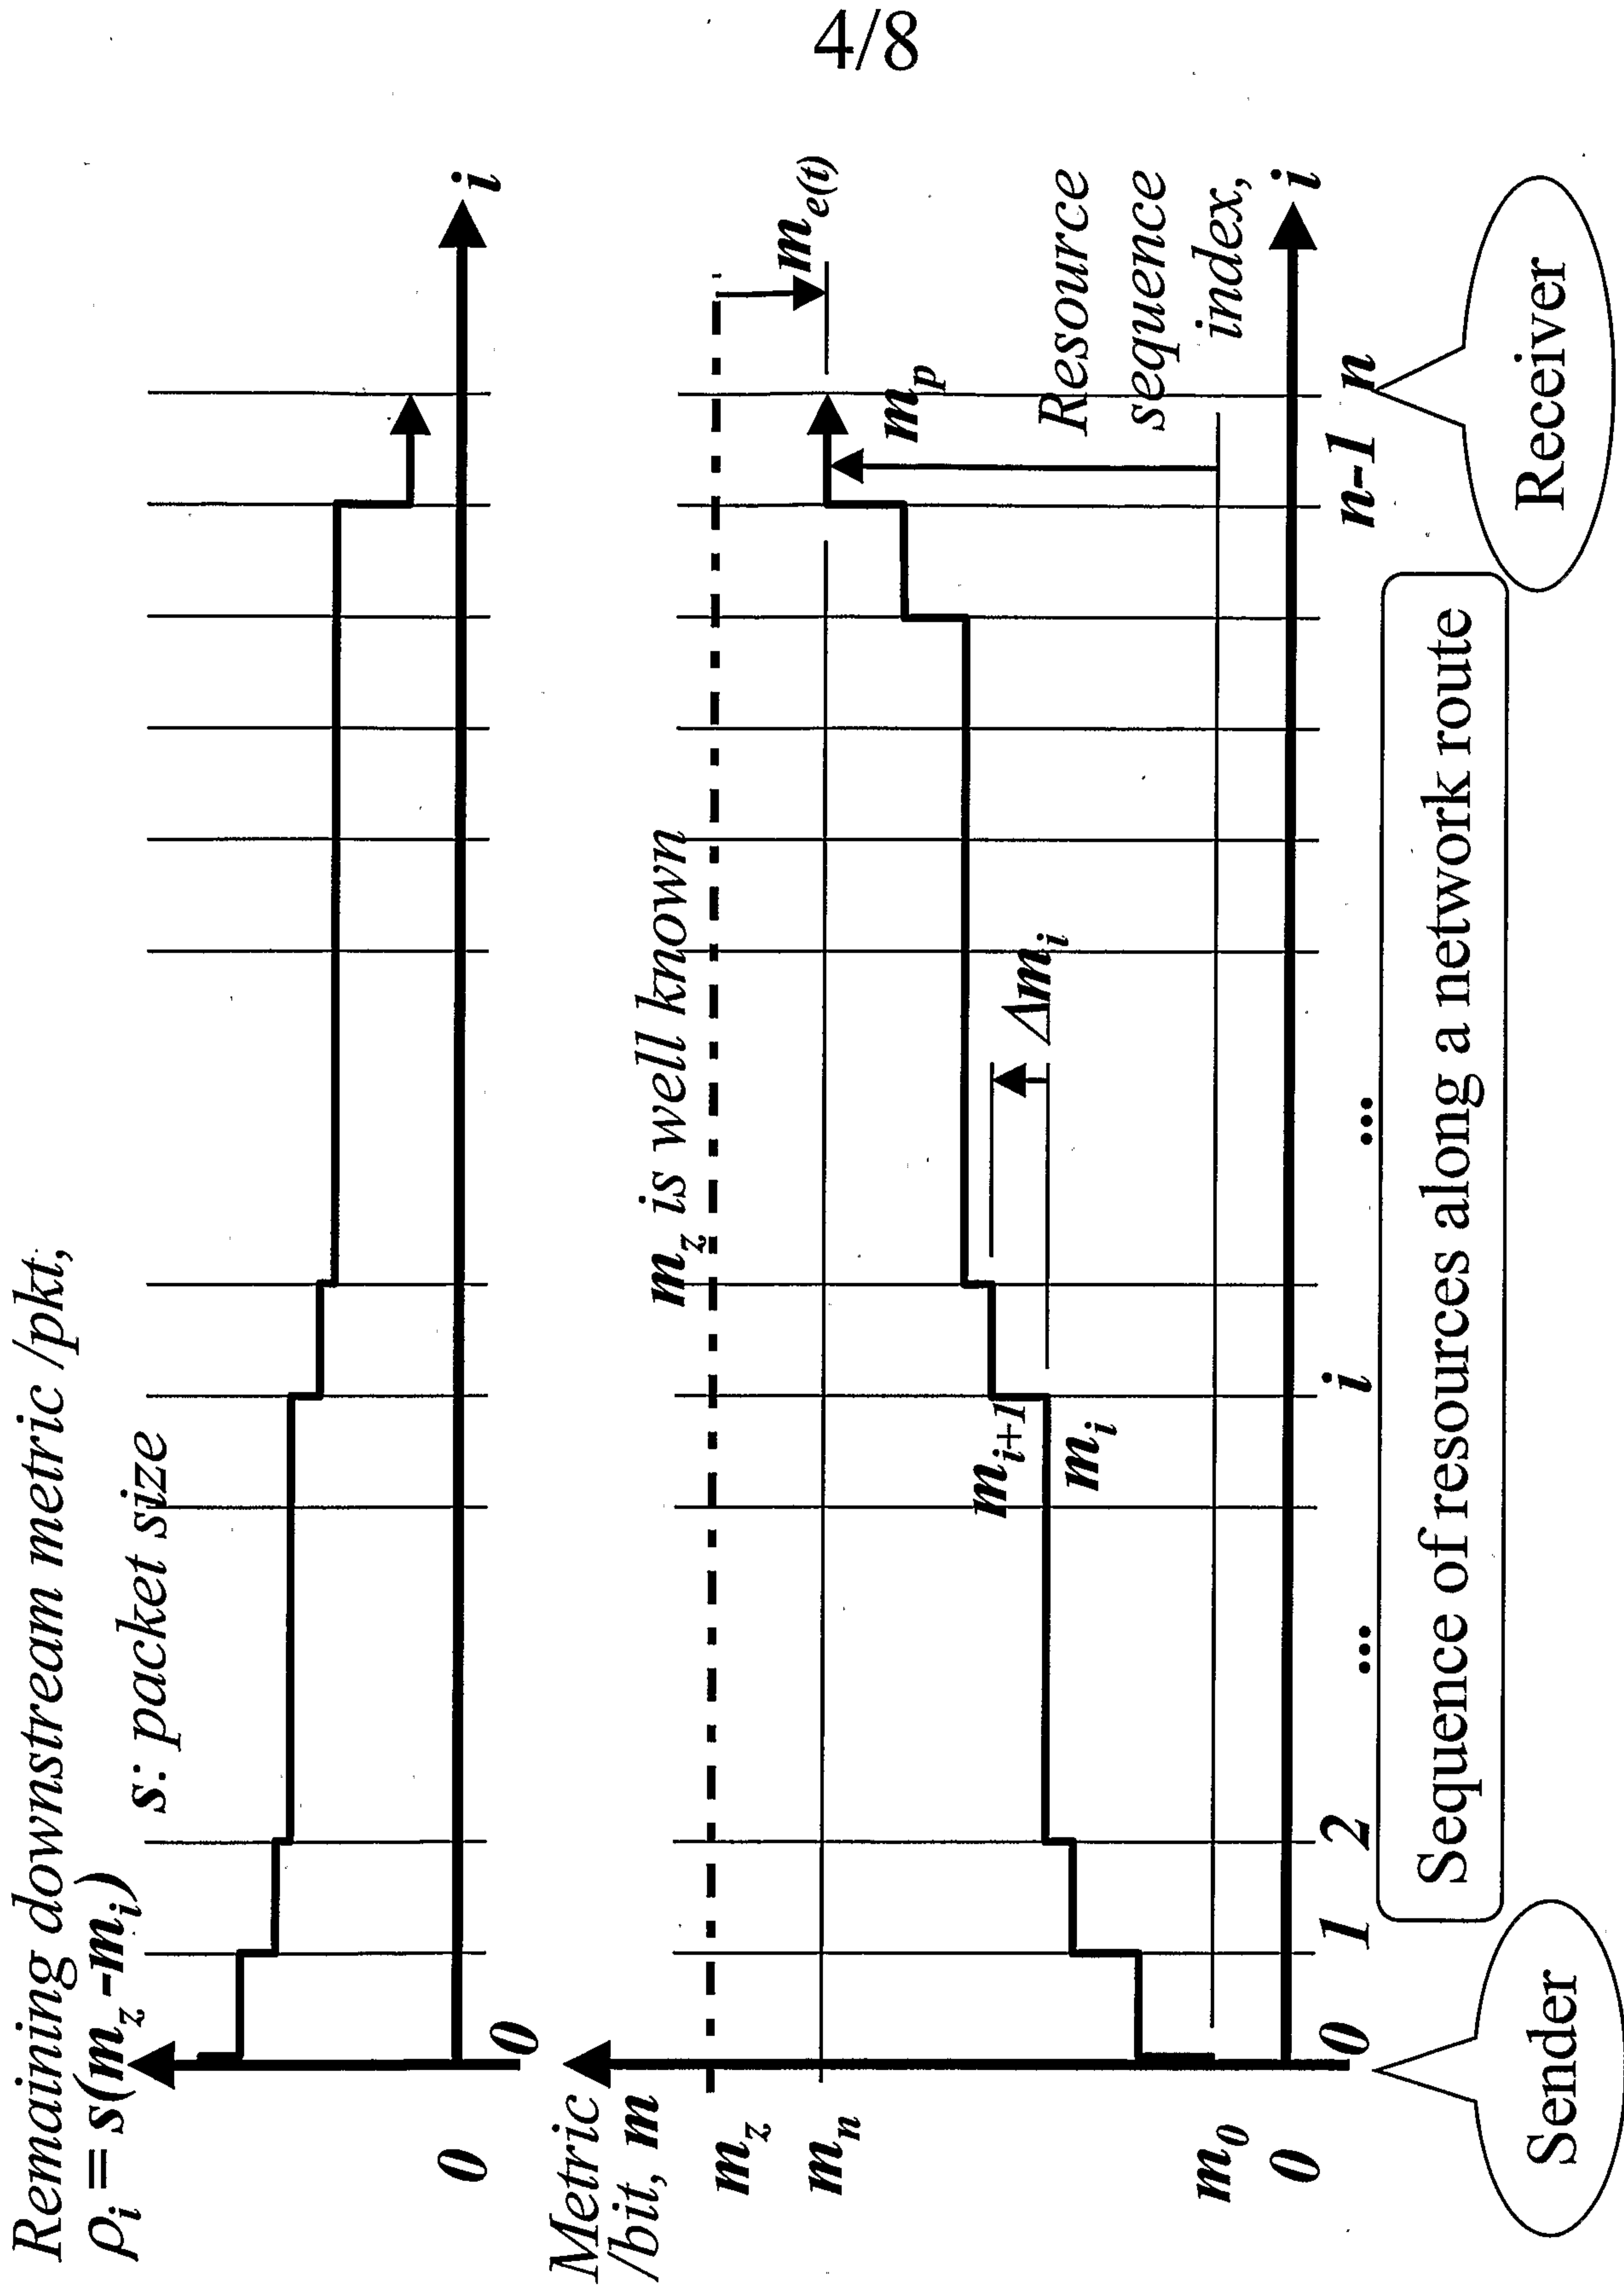 4/8
Remaining downstream metric /pkt,
ρi = s(mz-mi)
s: packet size
0
0
i
Metric
/bit, m
mz is well known
mz
mn
m0
0
mi+1
mi
Δmi
mp
me(t)
Resource
sequence
index,
i
0
1
2
...
i
...
n-1
n
Sequence of resources along a network route
Sender
Receiver